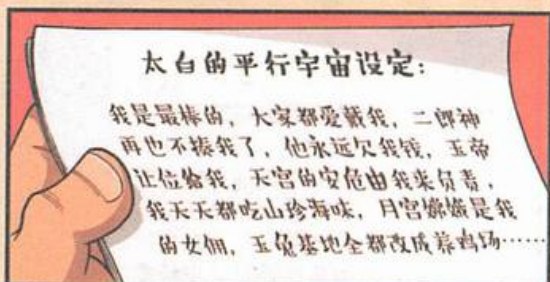 太白的平行宇宙设定：
我是最棒的，大家都爱戴我，二郎神
再也不揍我了，他永远欠我钱，玉帝
让位给我，天宫的安危由我来负责，
我天天都吃山珍海味，月宫嫦娥是我
的女佣，玉兔基地全都改成养鸡场……